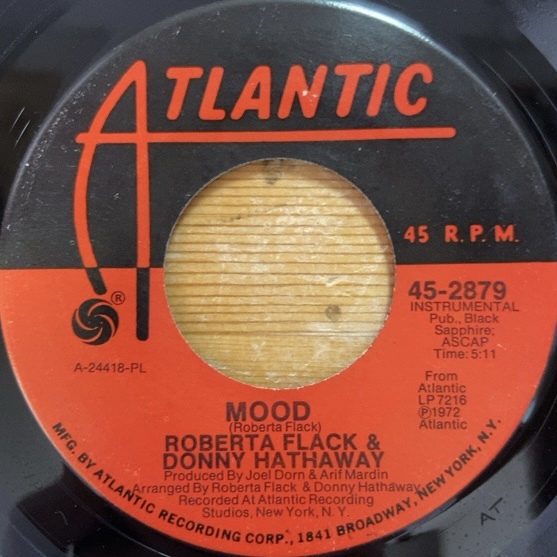 ATLANTIC
45 R.P.M.
45-2879
INSTRUMENTAL
Pub., Black
Sapphire;
ASCAP
Time: 5:11
®
A-24418-PL
From
Atlantic
LP 7216
Ⓟ1972
Atlantic
MOOD
(Roberta Flack)
ROBERTA FLACK &
DONNY HATHAWAY
Produced By Joel Dorn & Arif Mardin
Arranged By Roberta Flack & Donny Hathaway
Recorded At Atlantic Recording
Studios, New York, N. Y.
MFG. BY ATLANTIC RECORDING CORP., 1841 BROADWAY, NEW YORK, N.Y.
AT